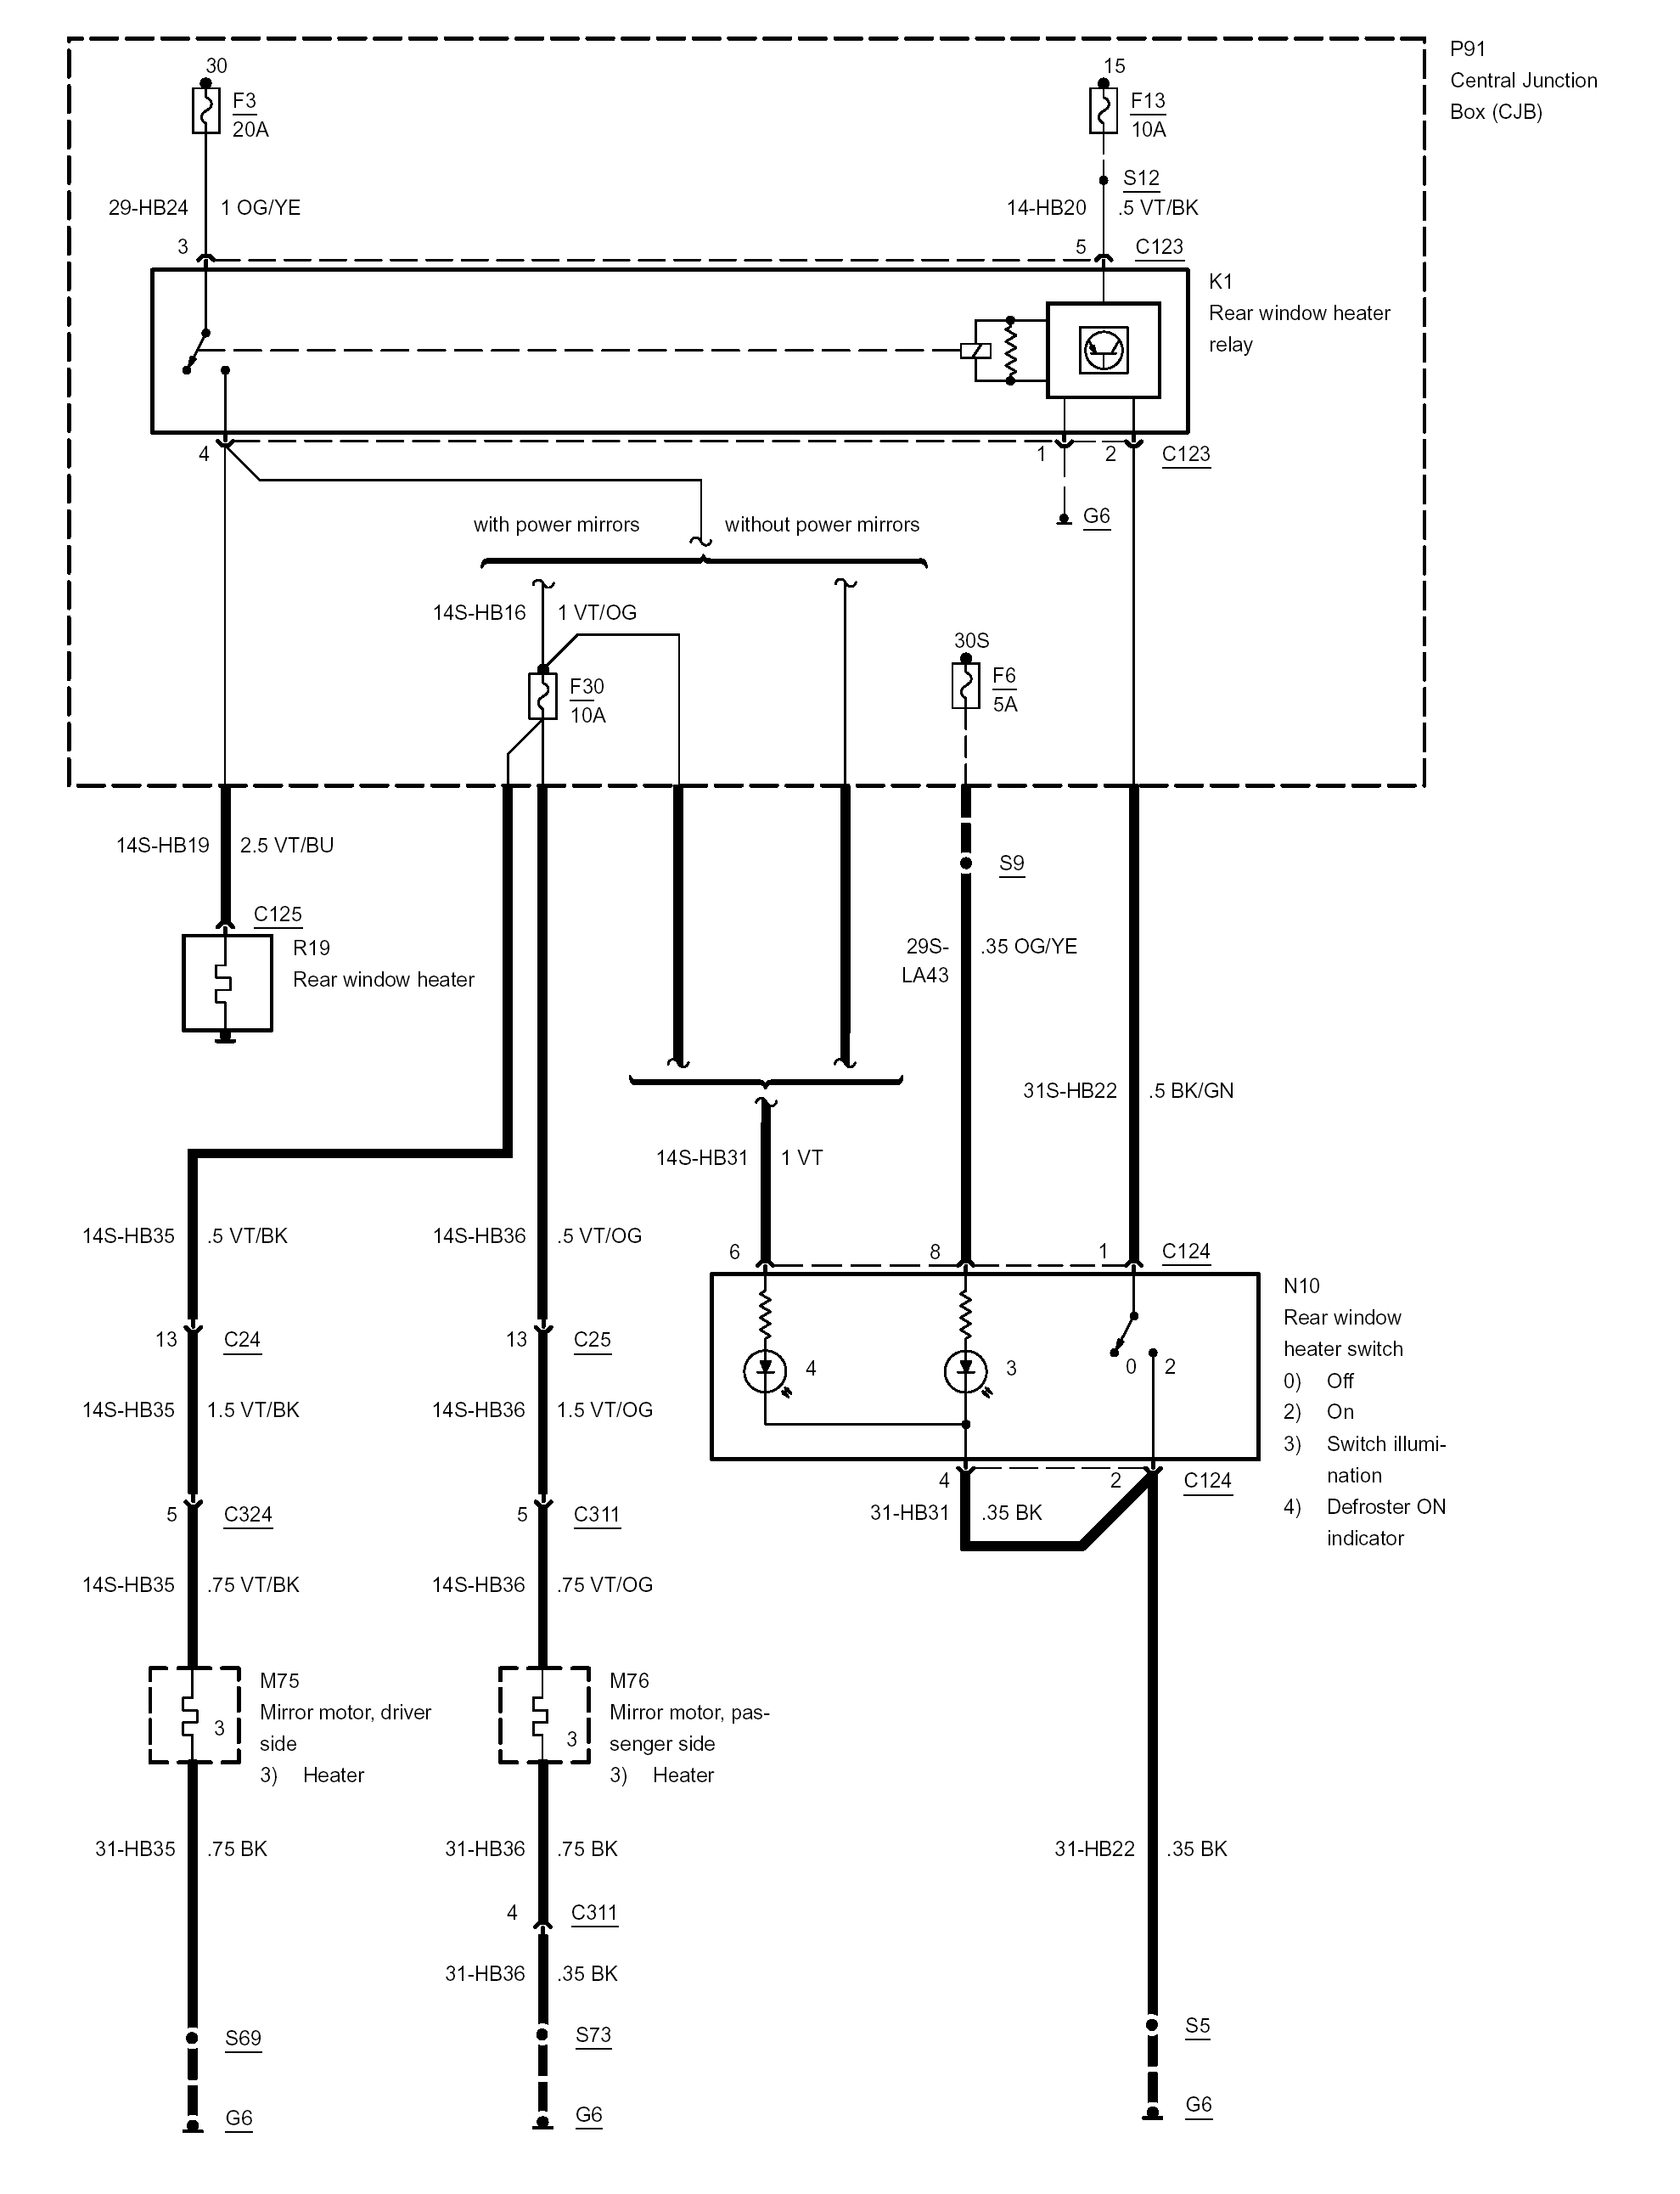 P91
Central Junction
Box (CJB)
30
15
F3
20A
F13
10A
S12
29-HB24 1 OG/YE
14-HB20 .5 VT/BK
3
5 C123
K1
Rear window heater
relay
4
1 2 C123
G6
with power mirrors without power mirrors
14S-HB16 1 VT/OG
30S
F30
10A
F6
5A
14S-HB19 2.5 VT/BU
S9
C125
R19
Rear window heater
29S-
LA43
.35 OG/YE
31S-HB22 .5 BK/GN
14S-HB31 1 VT
14S-HB35 .5 VT/BK
14S-HB36 .5 VT/OG
6 8 1 C124
N10
Rear window
heater switch
0) Off
2) On
3) Switch illumi-
nation
4) Defroster ON
indicator
13 C24
13 C25
4 3 0 2
14S-HB35 1.5 VT/BK
14S-HB36 1.5 VT/OG
4 2 C124
31-HB31 .35 BK
5 C324
5 C311
14S-HB35 .75 VT/BK
14S-HB36 .75 VT/OG
3
M75
Mirror motor, driver
side
3) Heater
3
M76
Mirror motor, pas-
senger side
3) Heater
31-HB35 .75 BK
31-HB36 .75 BK
31-HB22 .35 BK
4 C311
31-HB36 .35 BK
S69
S73
S5
G6
G6
G6